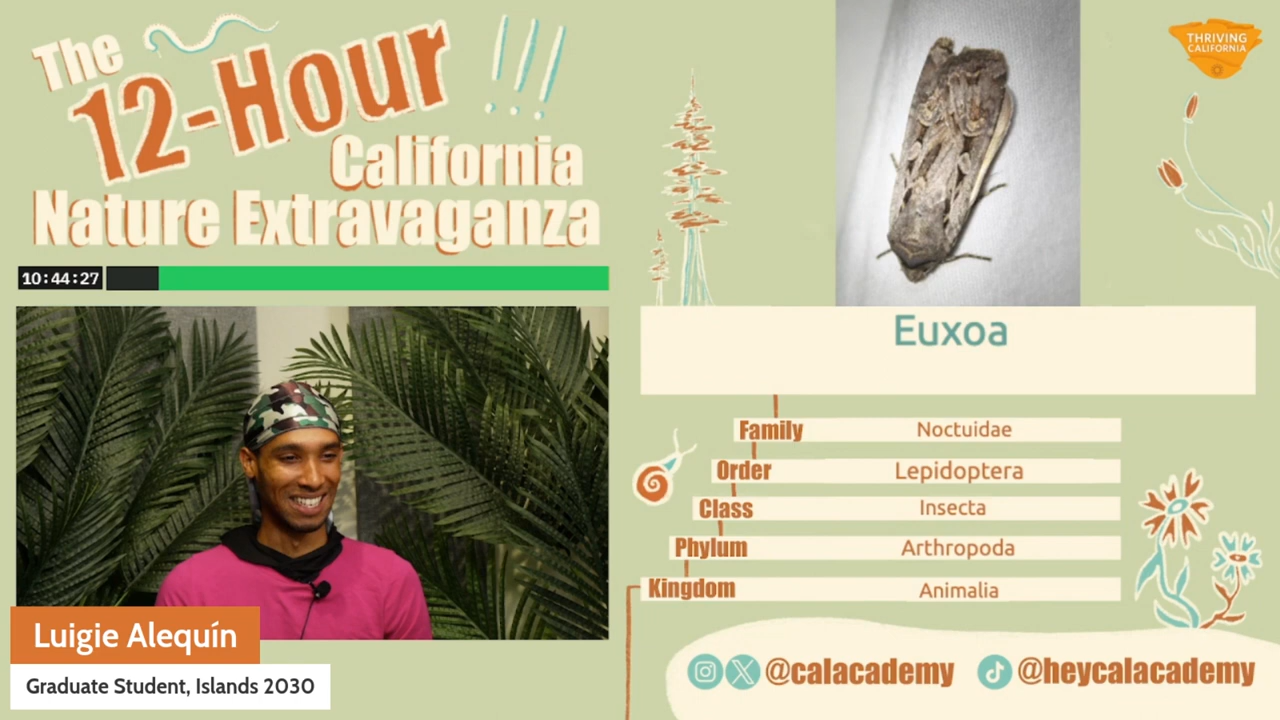 The
12-Hour !!!
California
Nature Extravaganza
10:44:27
Luigie Alequín
Graduate Student, Islands 2030
THRIVING
CALIFORNIA
Euxoa
Family Noctuidae
Order Lepidoptera
Class Insecta
Phylum Arthropoda
Kingdom Animalia
@calacademy @heycalacademy